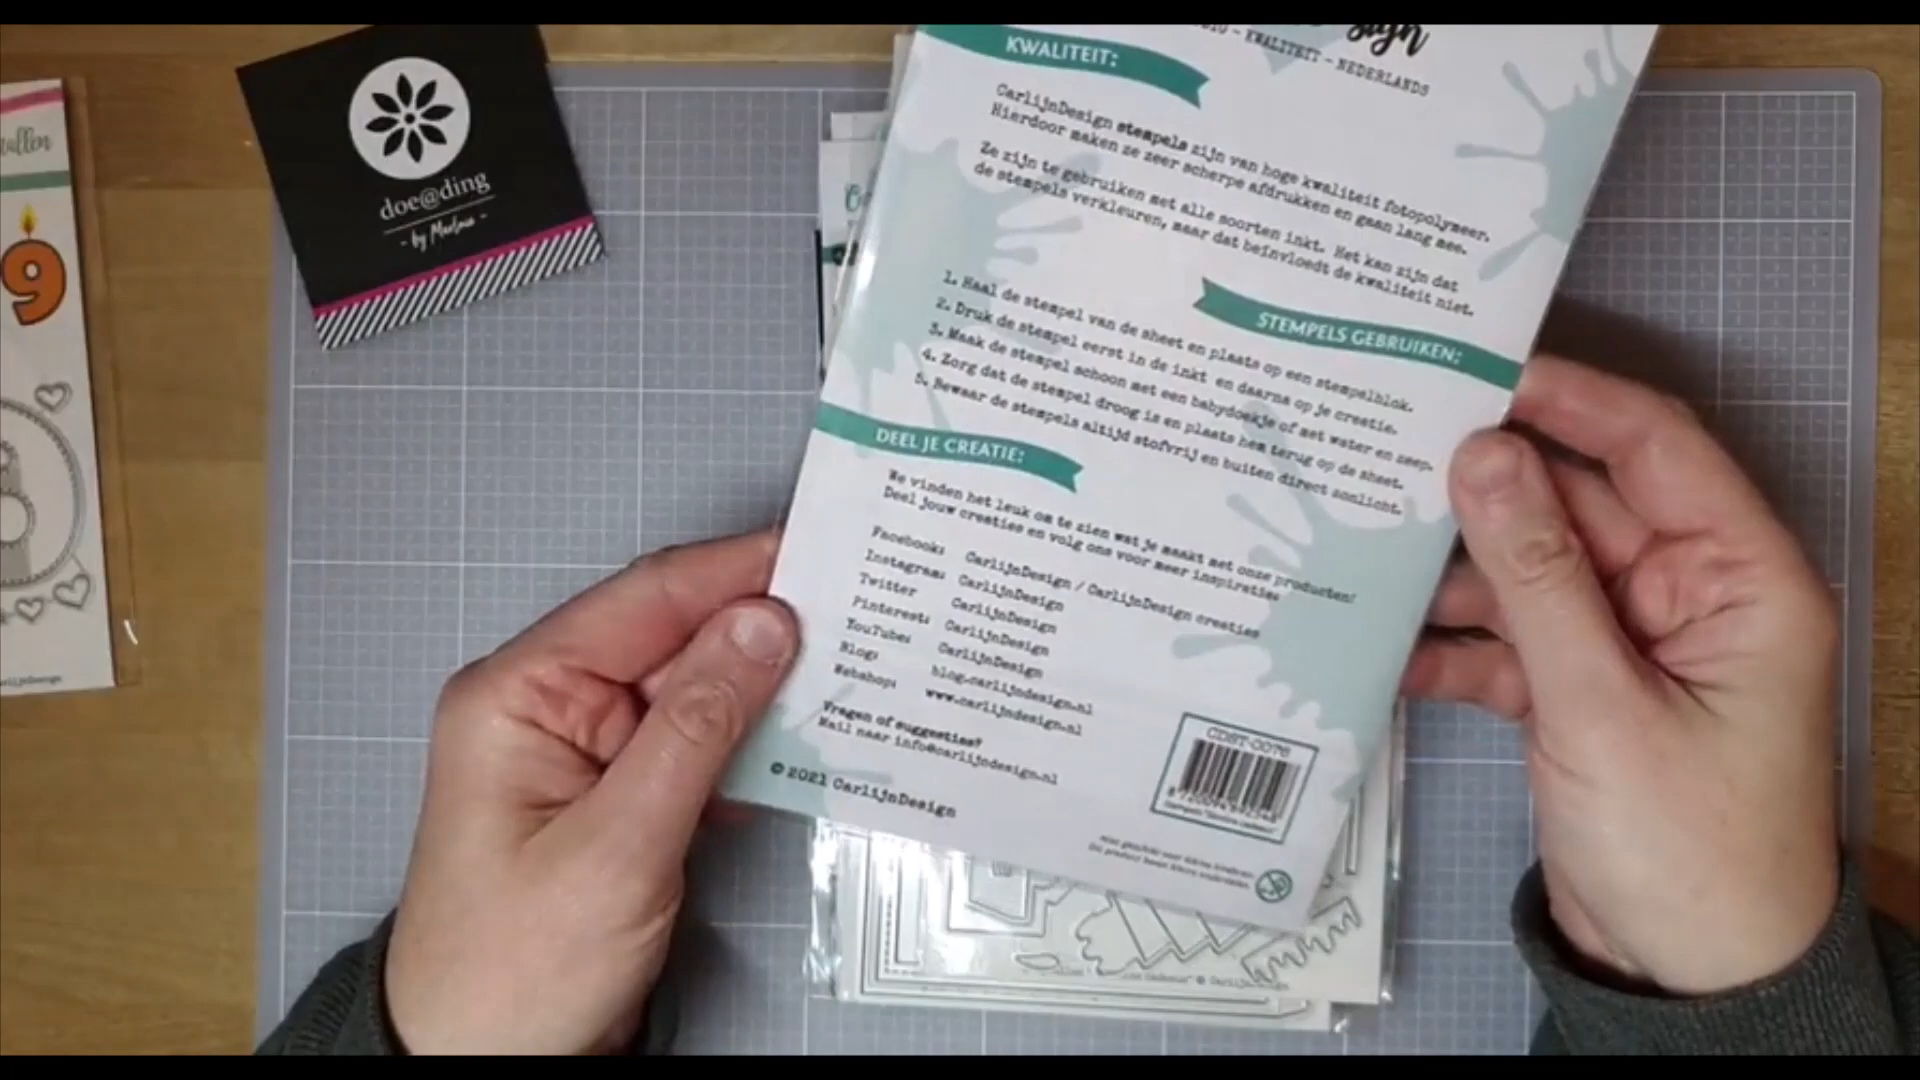 sign
KWALITEIT - NEDERLANDS
KWALITEIT:
CarlijnDesign stempels zijn van hoge kwaliteit fotopolymeer.
Hierdoor maken ze zeer scherpe afdrukken en gaan lang mee.
Ze zijn te gebruiken met alle soorten inkt. Het kan zijn dat
de stempels verkleuren, maar dat beïnvloedt de kwaliteit niet.
STEMPELS GEBRUIKEN:
1. Haal de stempel van de sheet en plaats op een stempelblok.
2. Druk de stempel eerst in de inkt en daarna op je creatie.
3. Maak de stempel schoon met een babydoekje of met water en zeep.
4. Zorg dat de stempel droog is en plaats hem terug op de sheet.
5. Bewaar de stempels altijd stofvrij en buiten direct zonlicht.
DEEL JE CREATIE:
We vinden het leuk om te zien wat je maakt met onze producten!
Deel jouw creaties en volg ons voor meer inspiratie:
Facebook: CarlijnDesign / CarlijnDesign creaties
Instagram: CarlijnDesign
Twitter CarlijnDesign
Pinterest: CarlijnDesign
YouTube: CarlijnDesign
Blog: blog.carlijndesign.nl
Webshop: www.carlijndesign.nl
Vragen of suggesties?
Mail naar info@carlijndesign.nl
© 2021 CarlijnDesign
CDST-0076
doe@ding
- by Marlous -
9
© CarlijnDesign